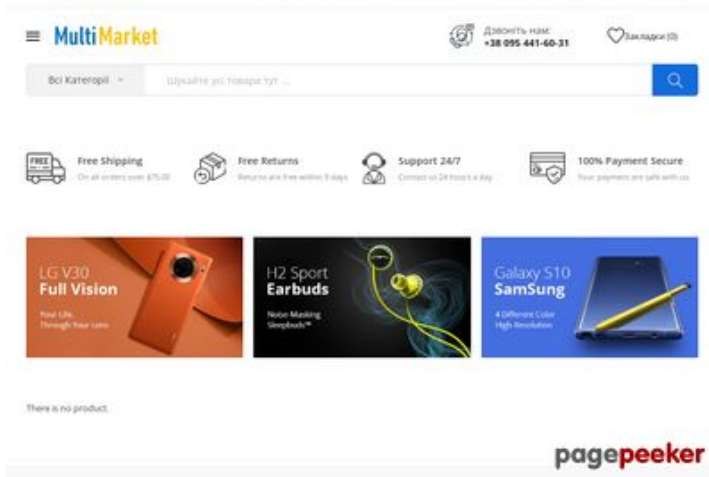 MultiMarket
Дзвоніть нам:
+38 095 441-60-31
Закладки (0)
Всі Категорії
Шукайте усі товари тут ...
FREE
Free Shipping
On all orders over $75.00
Free Returns
Returns are free within 9 days
Support 24/7
Contact us 24 hours a day
100% Payment Secure
Your payment are safe with us.
LG V30
Full Vision
Your Life,
Through Your Lens
H2 Sport
Earbuds
Noise-Masking
Sleepbuds™
Galaxy S10
SamSung
4 Different Color
High-Resolution
There is no product.
pagepeeker